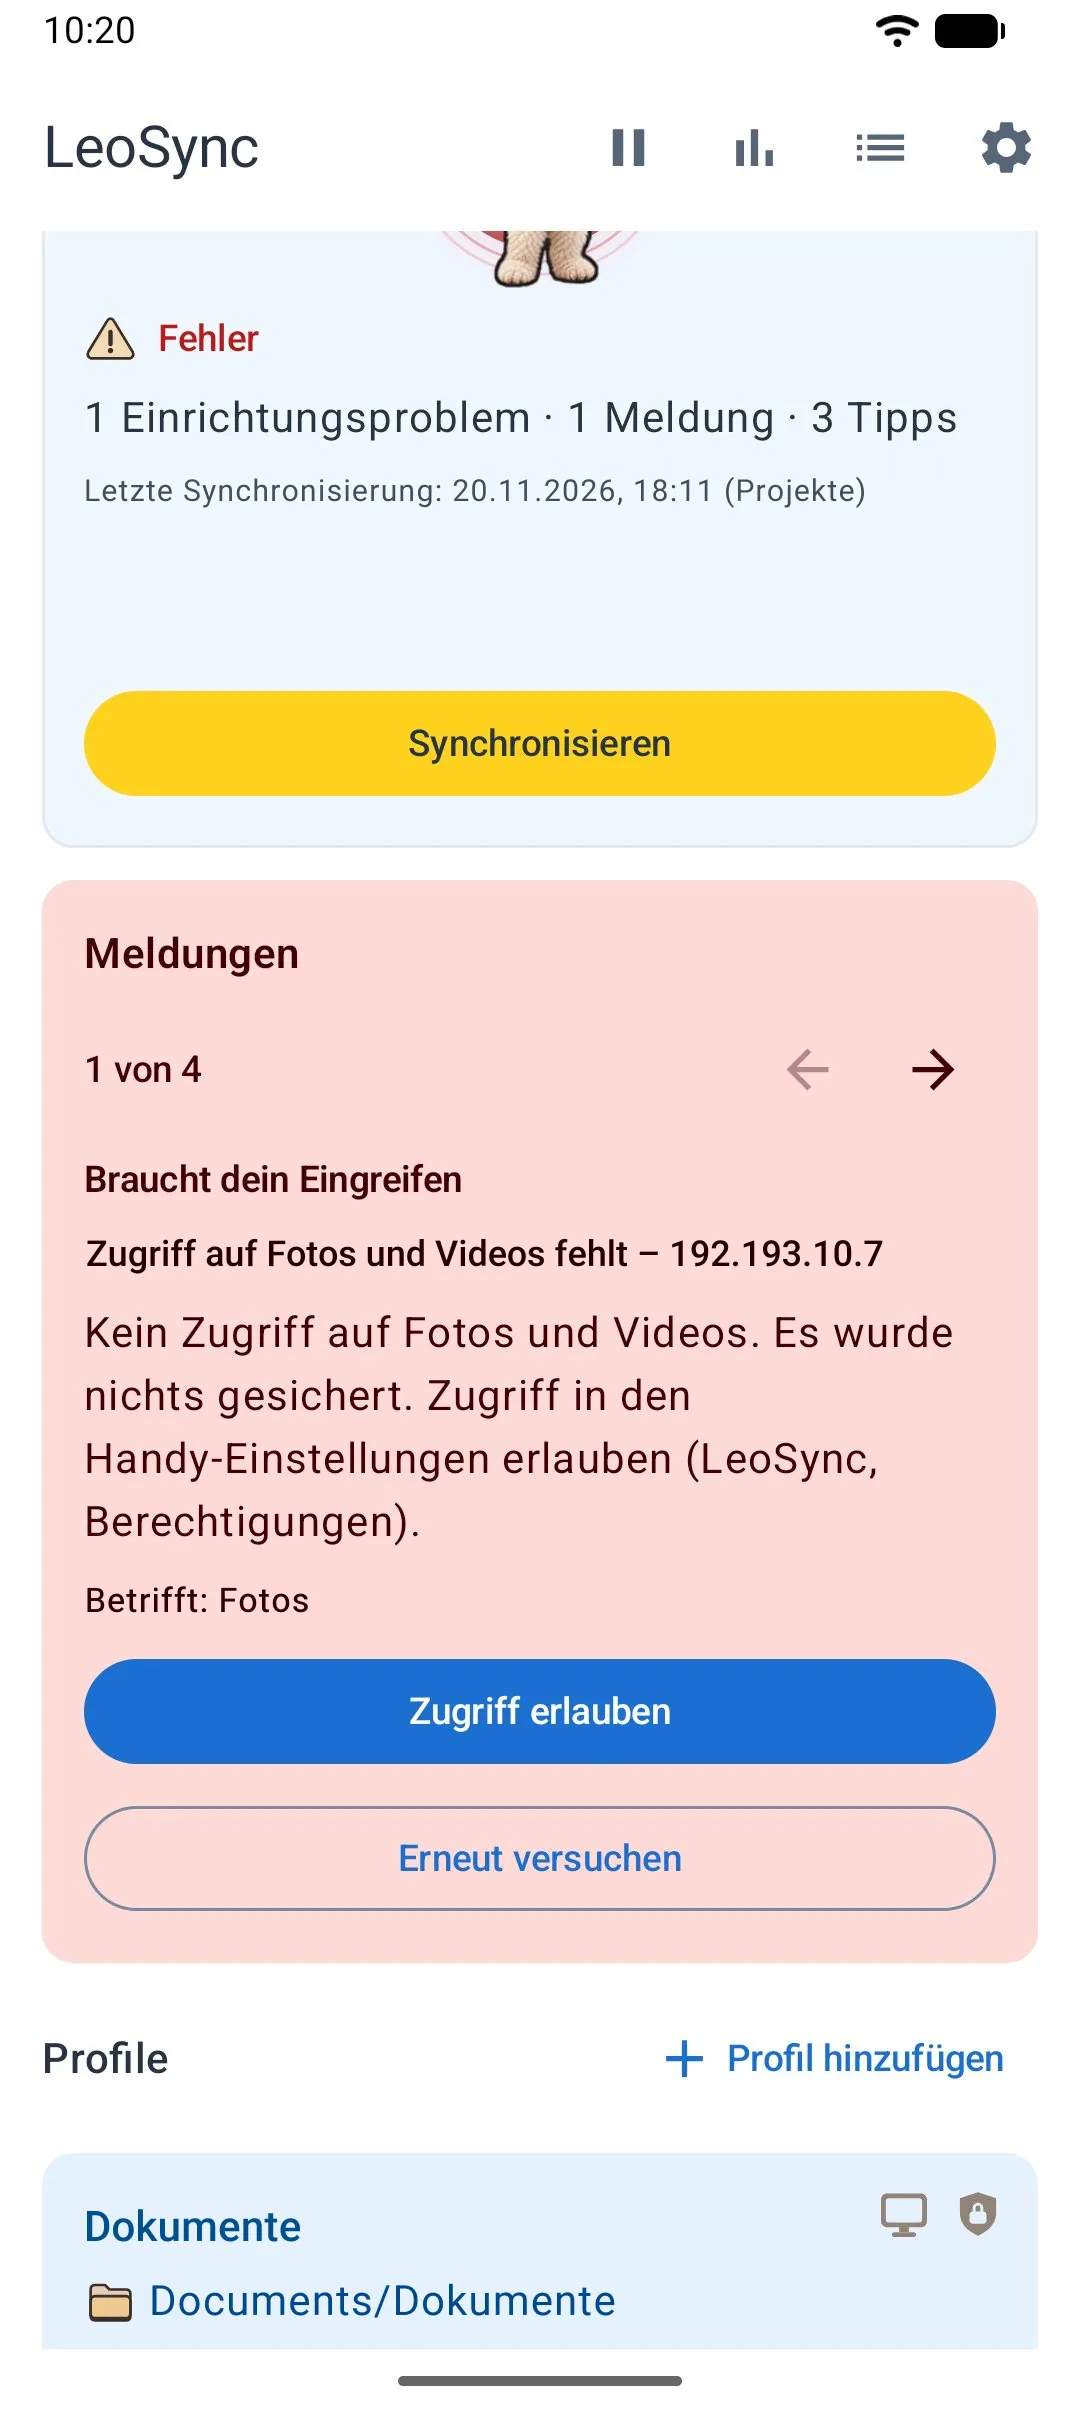 10:20
LeoSync
Fehler
1 Einrichtungsproblem · 1 Meldung · 3 Tipps
Letzte Synchronisierung: 20.11.2026, 18:11 (Projekte)
Synchronisieren
Meldungen
1 von 4
Braucht dein Eingreifen
Zugriff auf Fotos und Videos fehlt – 192.193.10.7
Kein Zugriff auf Fotos und Videos. Es wurde
nichts gesichert. Zugriff in den
Handy-Einstellungen erlauben (LeoSync,
Berechtigungen).
Betrifft: Fotos
Zugriff erlauben
Erneut versuchen
Profile
Profil hinzufügen
Dokumente
Documents/Dokumente